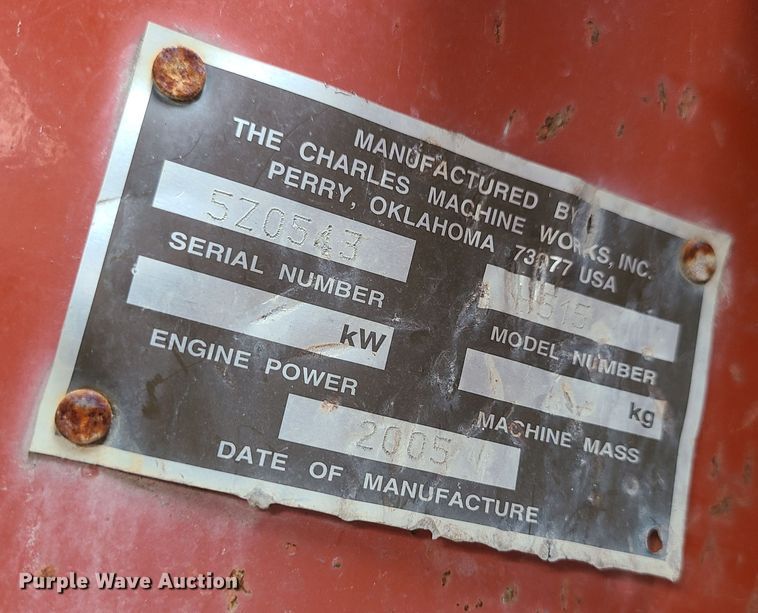 MANUFACTURED BY
THE CHARLES MACHINE WORKS, INC.
PERRY, OKLAHOMA 73077 USA
5Z0543
SERIAL NUMBER
H515
MODEL NUMBER
kW
ENGINE POWER
kg
MACHINE MASS
2005
DATE OF MANUFACTURE
Purple Wave Auction